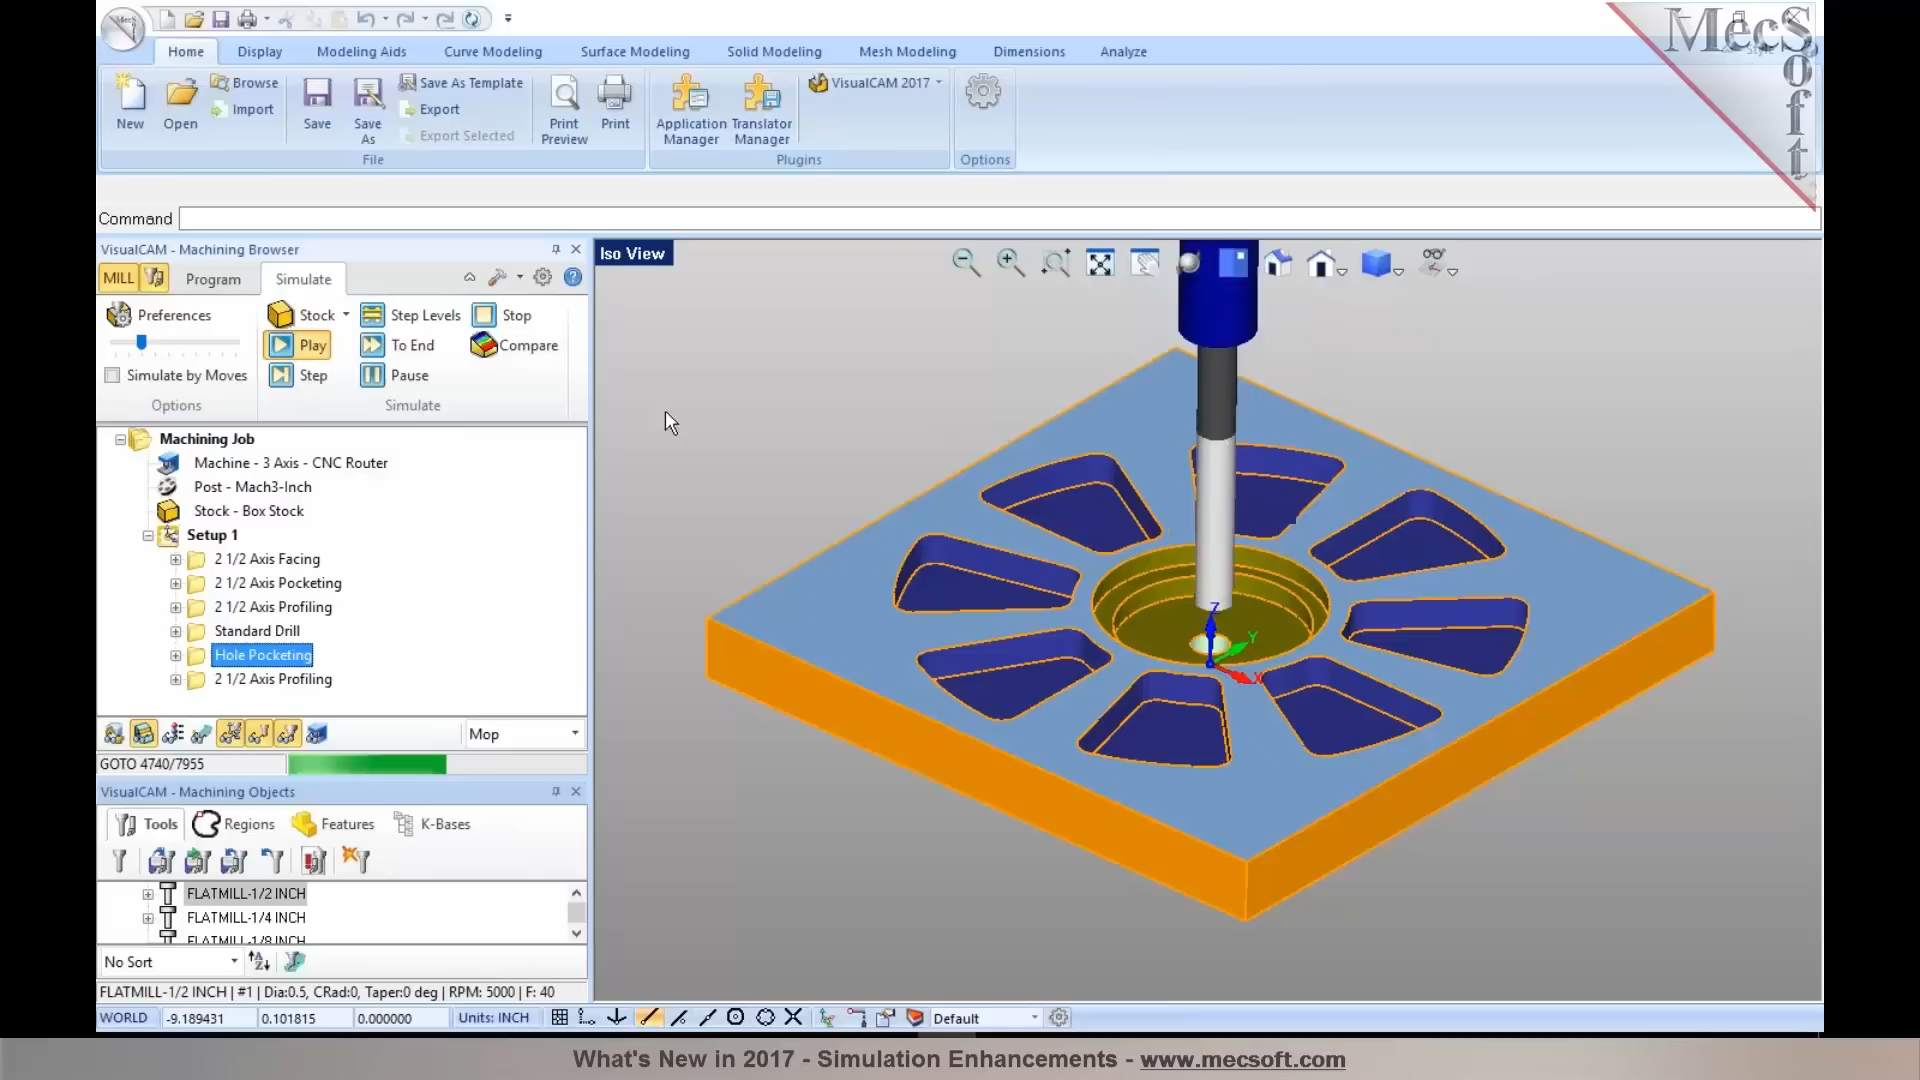 MecSoft
Home Display Modeling Aids Curve Modeling Surface Modeling Solid Modeling Mesh Modeling Dimensions Analyze
New Open Browse Import Save Save As Save As Template Export Export Selected Print Preview Print Application Manager Translator Manager VisualCAM 2017
File Plugins Options
Command
VisualCAM - Machining Browser
MILL Program Simulate
Preferences Stock Step Levels Stop
Play To End Compare
Simulate by Moves Step Pause
Options Simulate
Machining Job
Machine - 3 Axis - CNC Router
Post - Mach3-Inch
Stock - Box Stock
Setup 1
2 1/2 Axis Facing
2 1/2 Axis Pocketing
2 1/2 Axis Profiling
Standard Drill
Hole Pocketing
2 1/2 Axis Profiling
Mop
GOTO 4740/7955
VisualCAM - Machining Objects
Tools Regions Features K-Bases
FLATMILL-1/2 INCH
FLATMILL-1/4 INCH
FLATMILL-1/8 INCH
No Sort
FLATMILL-1/2 INCH | #1 | Dia:0.5, CRad:0, Taper:0 deg | RPM: 5000 | F: 40
Iso View
Z
Y
X
WORLD -9.189431 0.101815 0.000000 Units: INCH Default
What's New in 2017 - Simulation Enhancements - www.mecsoft.com